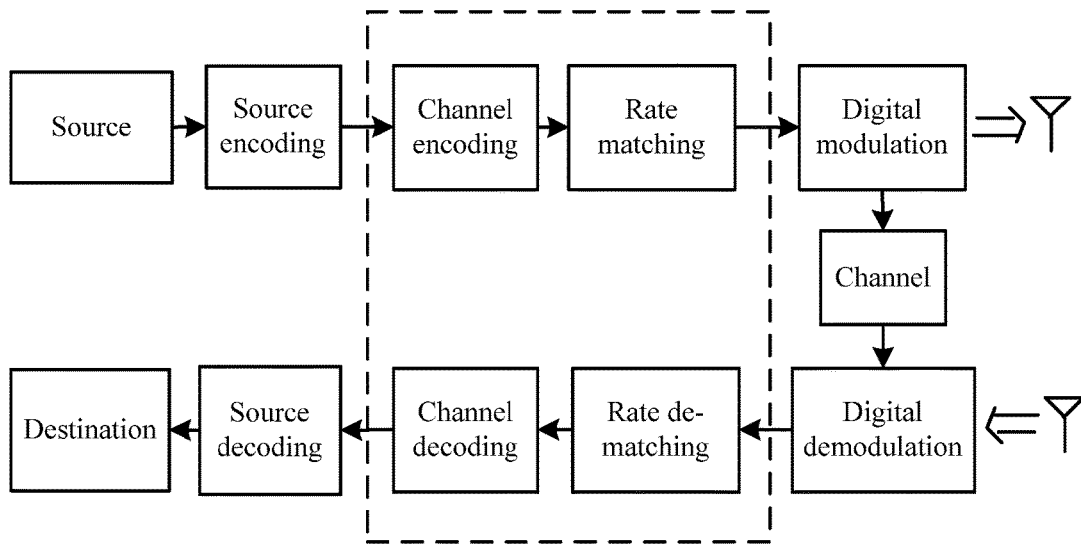 Source
Source
encoding
Channel
encoding
Rate
matching
Digital
modulation
Channel
Destination
Source
decoding
Channel
decoding
Rate de-
matching
Digital
demodulation